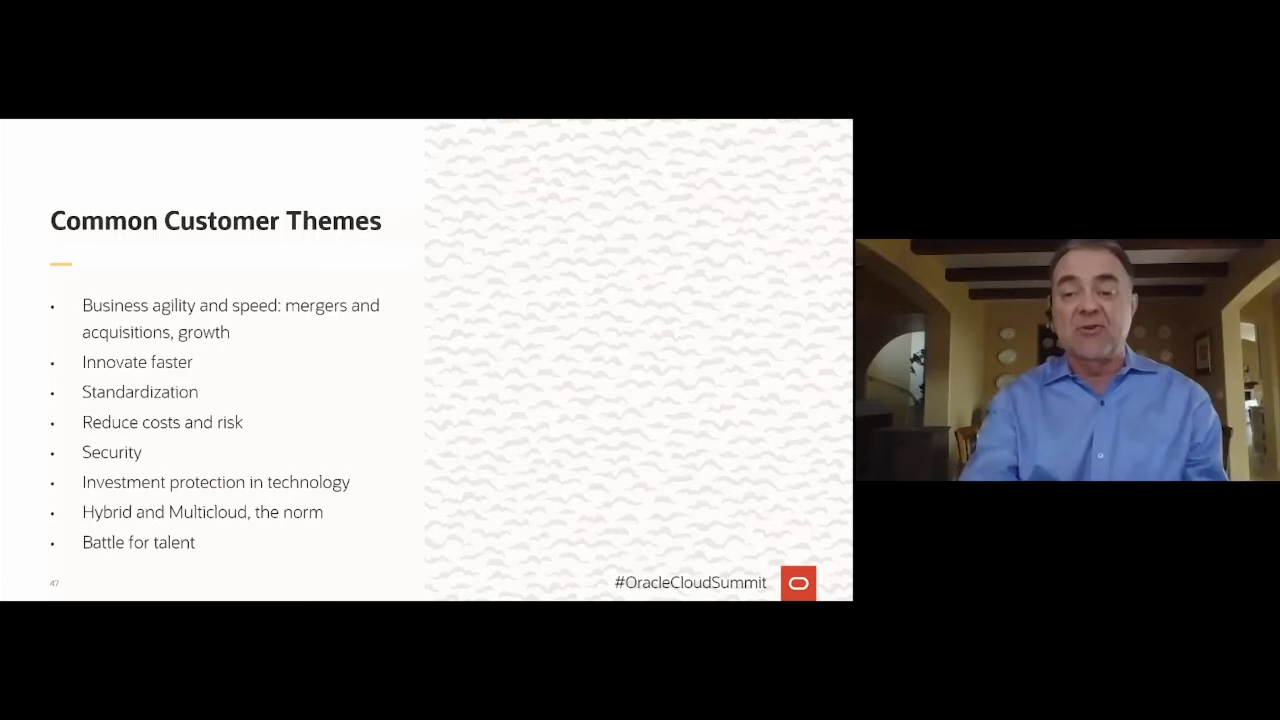 Common Customer Themes
• Business agility and speed: mergers and
acquisitions, growth
• Innovate faster
• Standardization
• Reduce costs and risk
• Security
• Investment protection in technology
• Hybrid and Multicloud, the norm
• Battle for talent
47
#OracleCloudSummit